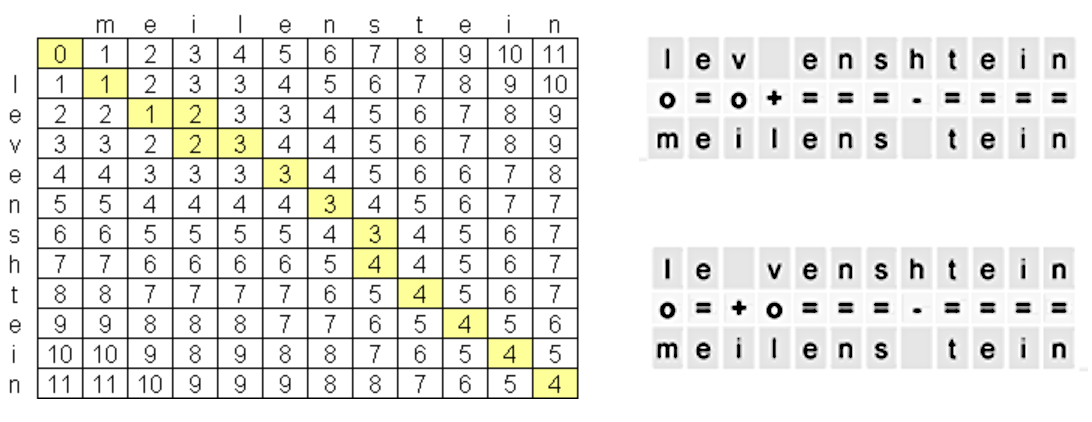 m e i l e n s t e i n
0 1 2 3 4 5 6 7 8 9 10 11
l 1 1 2 3 3 4 5 6 7 8 9 10
e 2 2 1 2 3 3 4 5 6 7 8 9
v 3 3 2 2 3 4 4 5 6 7 8 9
e 4 4 3 3 3 3 4 5 6 6 7 8
n 5 5 4 4 4 4 3 4 5 6 7 7
s 6 6 5 5 5 5 4 3 4 5 6 7
h 7 7 6 6 6 6 5 4 4 5 6 7
t 8 8 7 7 7 7 6 5 4 5 6 7
e 9 9 8 8 8 7 7 6 5 4 5 6
i 10 10 9 8 9 8 8 7 6 5 4 5
n 11 11 10 9 9 9 8 8 7 6 5 4
l e v e n s h t e i n
o = o + = = = - = = = =
m e i l e n s t e i n
l e v e n s h t e i n
o = + o = = = - = = = =
m e i l e n s t e i n